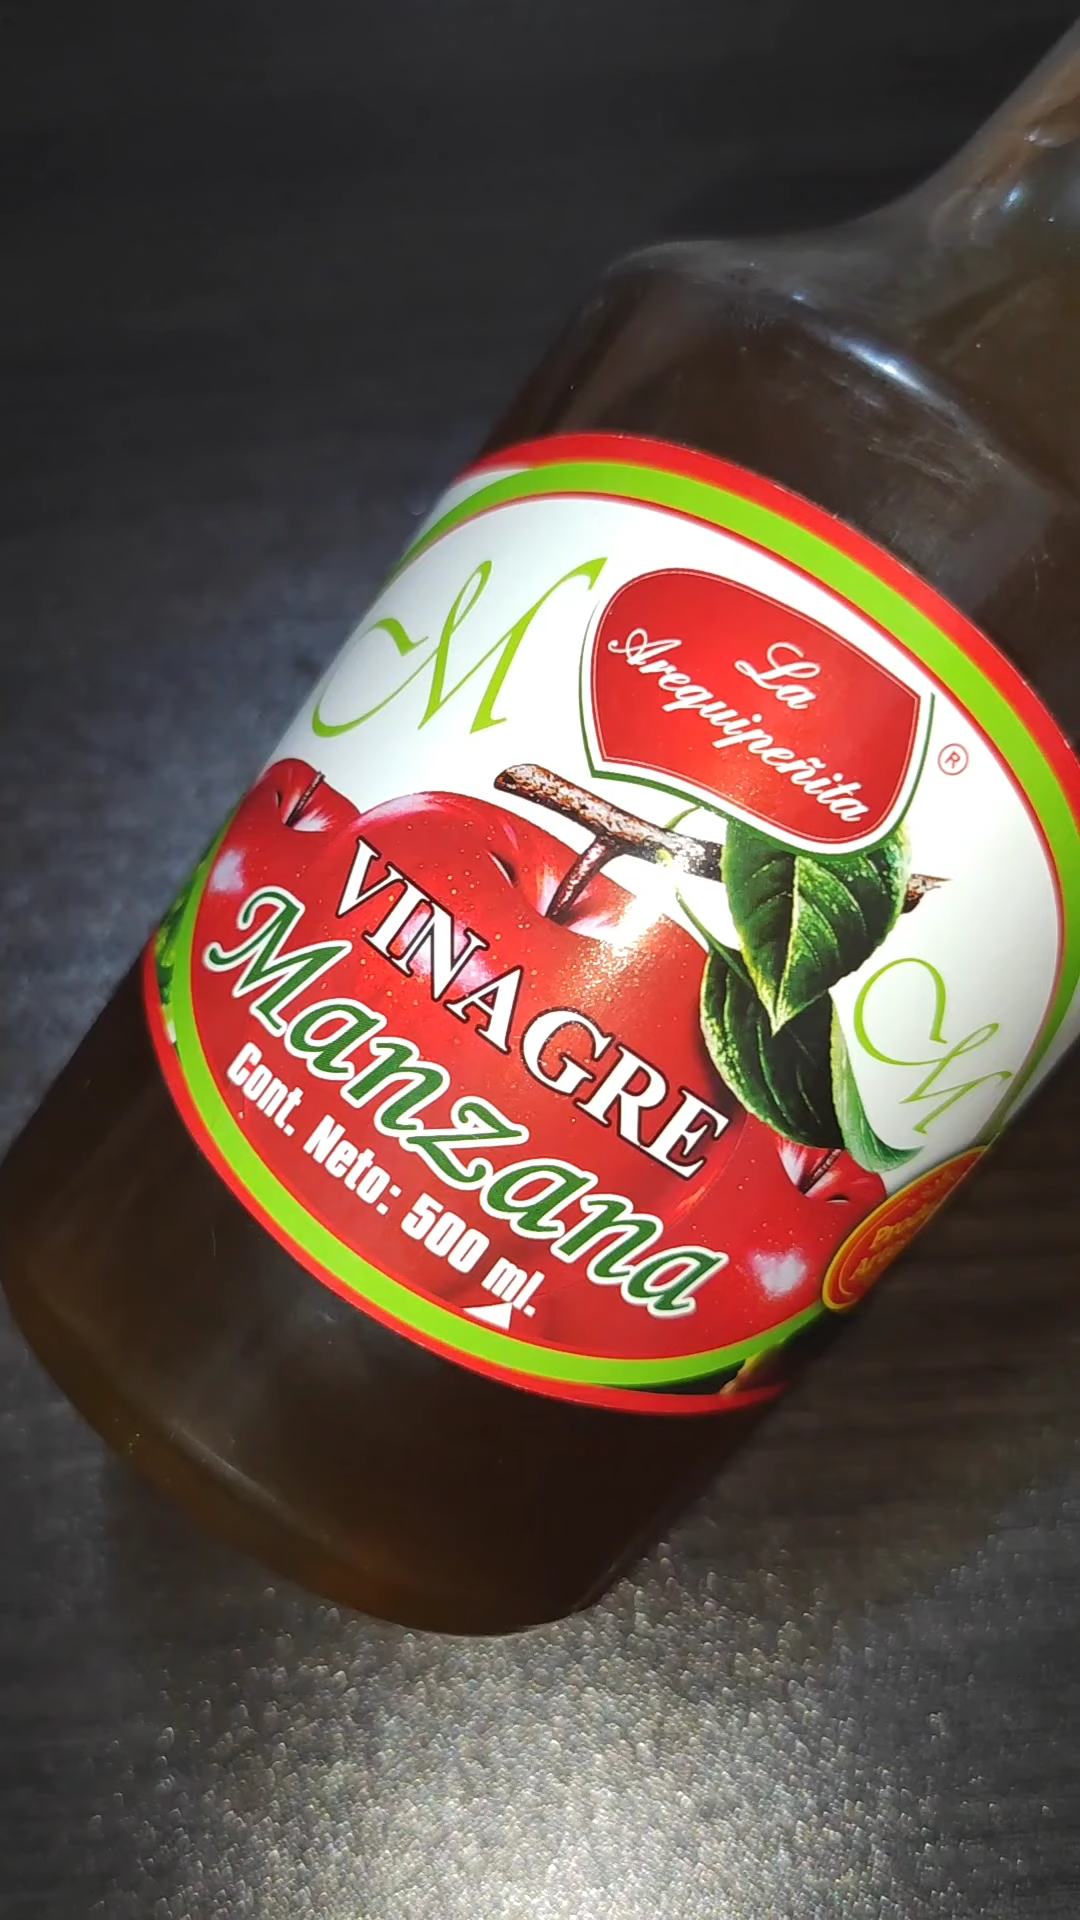 M
La
Arequipeñita
®
VINAGRE
Manzana
Cont. Neto: 500 ml.
M